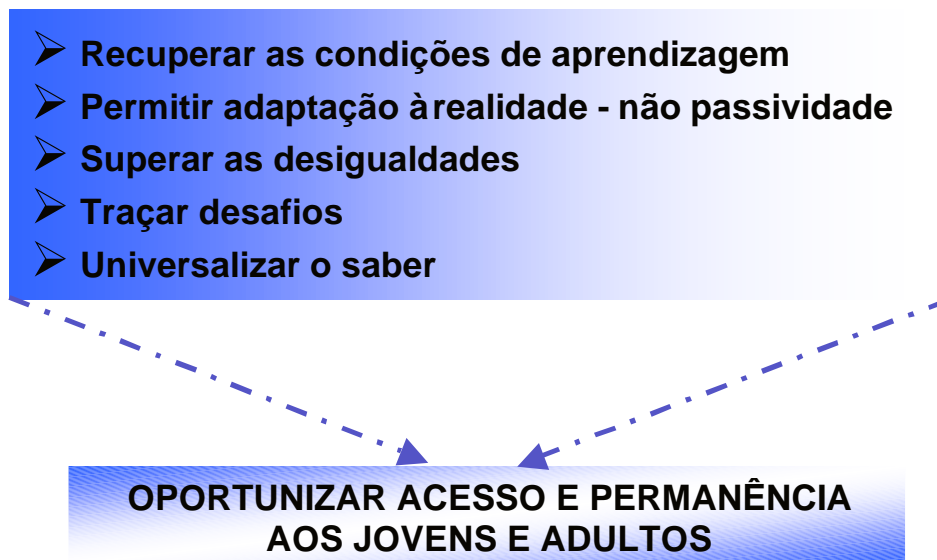 ➢ Recuperar as condições de aprendizagem
➢ Permitir adaptação à realidade - não passividade
➢ Superar as desigualdades
➢ Traçar desafios
➢ Universalizar o saber
OPORTUNIZAR ACESSO E PERMANÊNCIA
AOS JOVENS E ADULTOS